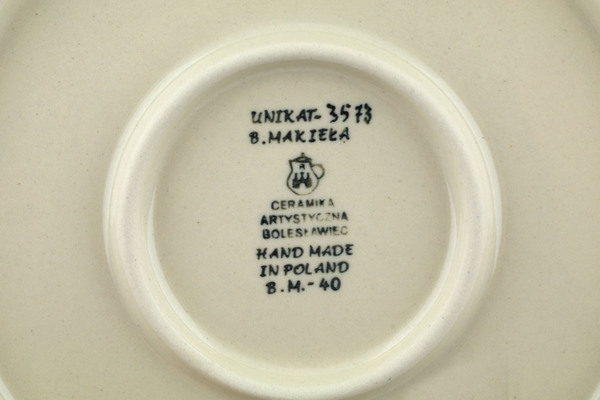 UNIKAT-3573
B. MAKIEŁA
CERAMIKA
ARTYSTYCZNA
BOLESŁAWIEC
HAND MADE
IN POLAND
B.M.-40